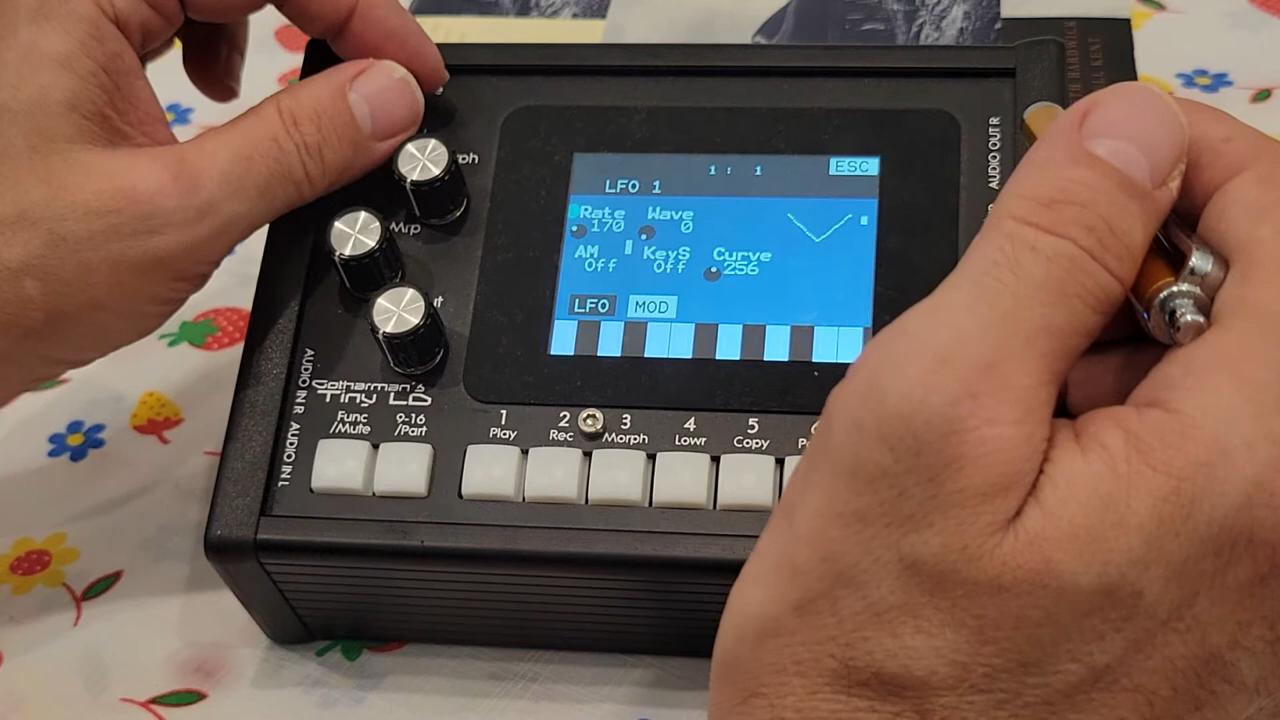 1: 1
ESC
LFO 1
Rate
170
Wave
0
AM
Off
KeyS
Off
Curve
256
LFO
MOD
Mrp
AUDIO OUT R
AUDIO IN R
AUDIO IN L
Gotharman's
Tiny LD
Func
/Mute
9-16
/Part
1
Play
2
Rec
3
Morph
4
Lowr
5
Copy